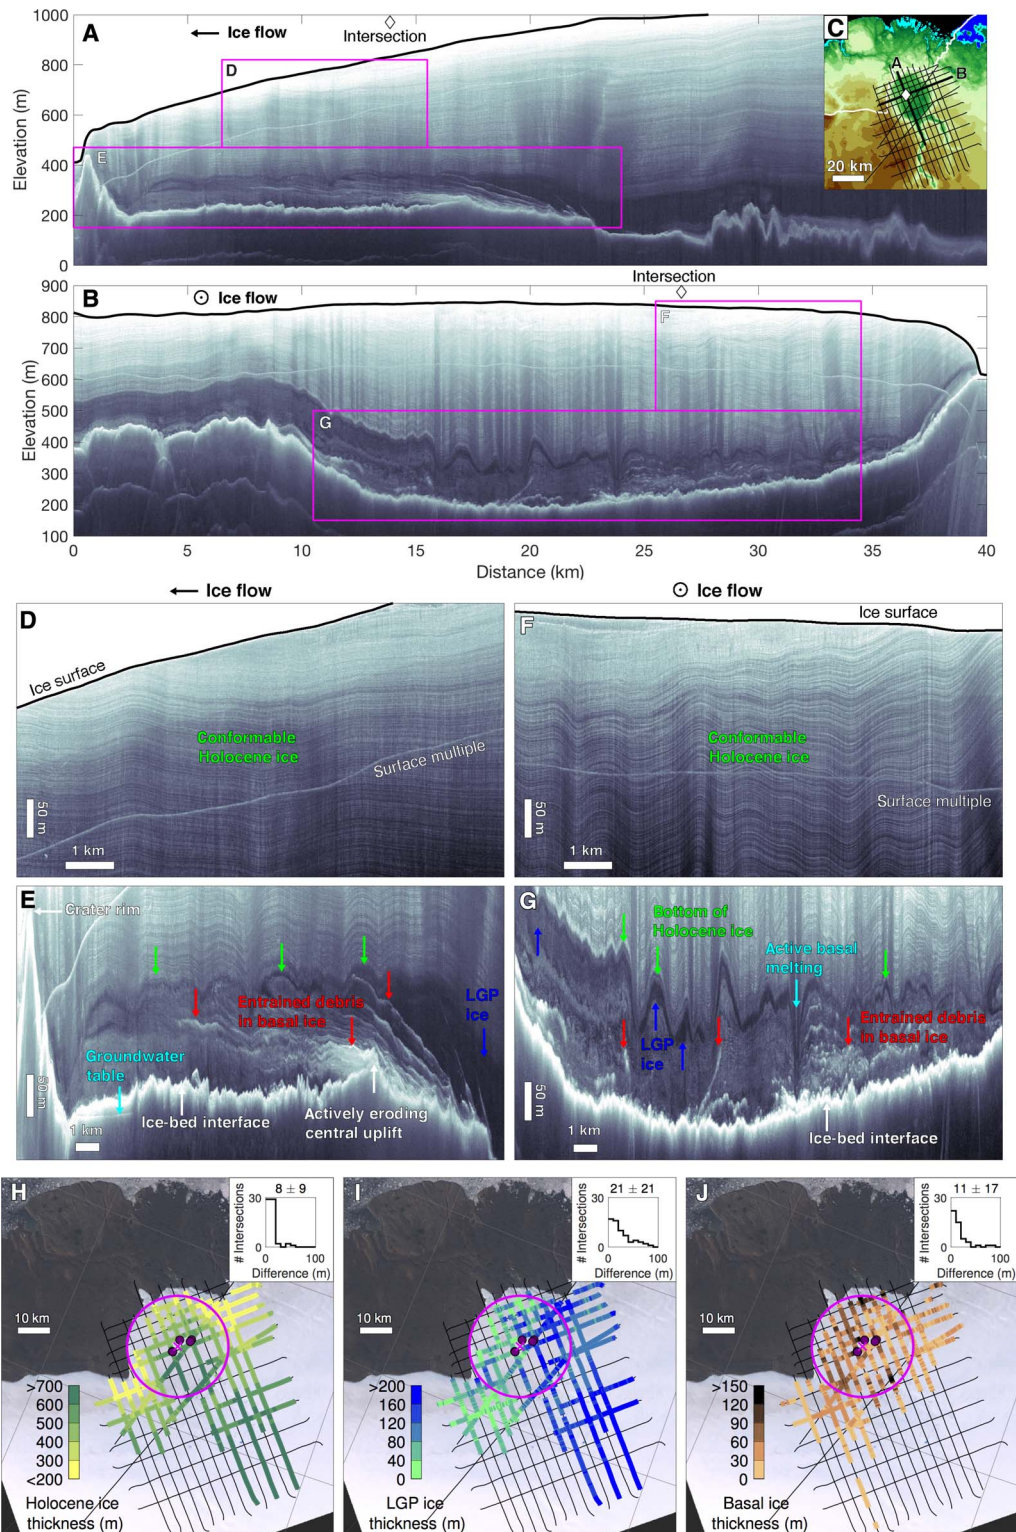 A
← Ice flow
Intersection
D
E
Elevation (m)
1000
800
600
400
200
0
C
A
B
20 km
B
Ice flow
Intersection
F
G
Elevation (m)
900
800
700
600
500
400
300
200
100
0 5 10 15 20 25 30 35 40
Distance (km)
← Ice flow
D
Ice surface
Conformable
Holocene ice
Surface multiple
50 m
1 km
Ice flow
F
Ice surface
Conformable
Holocene ice
Surface multiple
50 m
1 km
E
Crater rim
Entrained debris
in basal ice
LGP
ice
Groundwater
table
Ice-bed interface
Actively eroding
central uplift
50 m
1 km
G
Bottom of
Holocene ice
Active basal
melting
Entrained debris
in basal ice
LGP
ice
Ice-bed interface
50 m
1 km
H
8 ± 9
# Intersections
30
0
0 100
Difference (m)
10 km
>700
600
500
400
300
<200
Holocene ice
thickness (m)
I
21 ± 21
# Intersections
30
0
0 100
Difference (m)
10 km
>200
160
120
80
40
0
LGP ice
thickness (m)
J
11 ± 17
# Intersections
30
0
0 100
Difference (m)
10 km
>150
120
90
60
30
0
Basal ice
thickness (m)